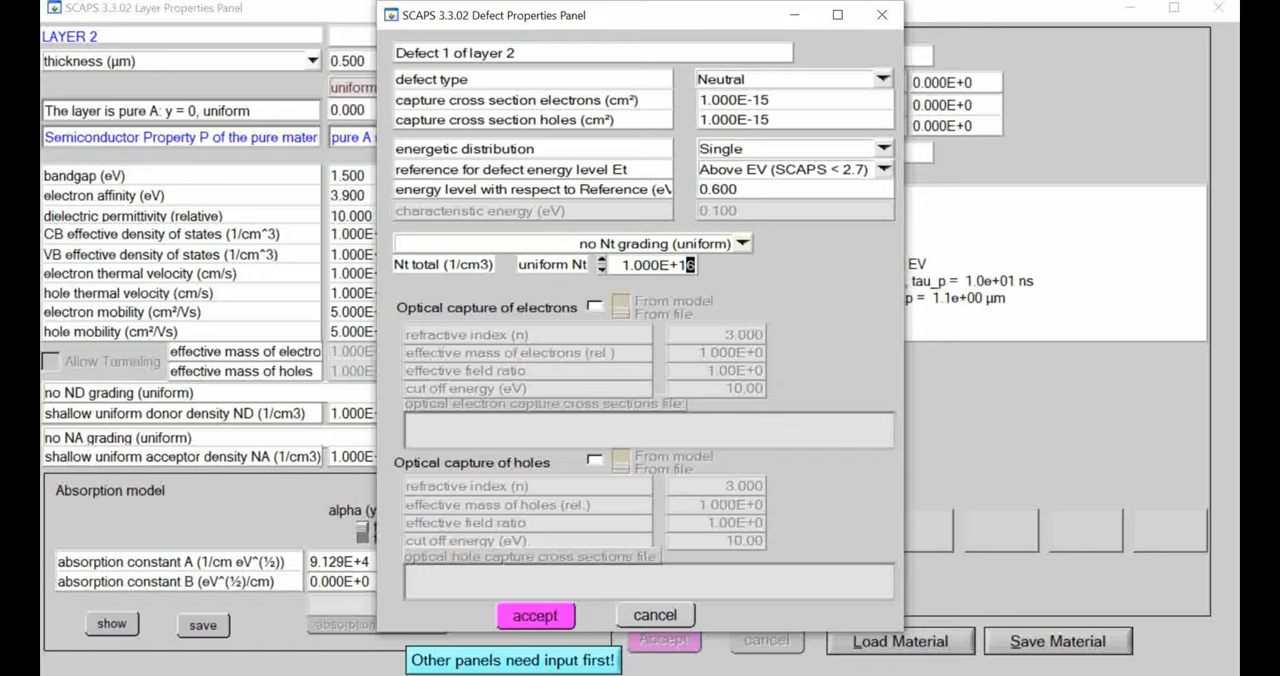 SCAPS 3.3.02 Layer Properties Panel
LAYER 2
thickness (µm) 0.500
uniform
The layer is pure A: y = 0, uniform 0.000
Semiconductor Property P of the pure mater pure A
bandgap (eV) 1.500
electron affinity (eV) 3.900
dielectric permittivity (relative) 10.000
CB effective density of states (1/cm^3) 1.000E
VB effective density of states (1/cm^3) 1.000E
electron thermal velocity (cm/s) 1.000E
hole thermal velocity (cm/s) 1.000E
electron mobility (cm²/Vs) 5.000E
hole mobility (cm²/Vs) 5.000E
Allow Tunneling
effective mass of electro 1.000E
effective mass of holes 1.000E
no ND grading (uniform)
shallow uniform donor density ND (1/cm3) 1.000E
no NA grading (uniform)
shallow uniform acceptor density NA (1/cm3) 1.000E
Absorption model
alpha (y
absorption constant A (1/cm eV^(½)) 9.129E+4
absorption constant B (eV^(½)/cm) 0.000E+0
show
save
absorption
SCAPS 3.3.02 Defect Properties Panel
Defect 1 of layer 2
defect type Neutral
capture cross section electrons (cm²) 1.000E-15
capture cross section holes (cm²) 1.000E-15
energetic distribution Single
reference for defect energy level Et Above EV (SCAPS < 2.7)
energy level with respect to Reference (eV 0.600
characteristic energy (eV) 0.100
no Nt grading (uniform)
Nt total (1/cm3) uniform Nt 1.000E+16
Optical capture of electrons From model
From file
refractive index (n) 3.000
effective mass of electrons (rel.) 1.000E+0
effective field ratio 1.00E+0
cut off energy (eV) 10.00
optical electron capture cross sections file:
Optical capture of holes From model
From file
refractive index (n) 3.000
effective mass of holes (rel.) 1.000E+0
effective field ratio 1.00E+0
cut off energy (eV). 10.00
optical hole capture cross sections file:
accept
cancel
0.000E+0
0.000E+0
0.000E+0
EV
, tau_p = 1.0e+01 ns
p = 1.1e+00 µm
Accept
cancel
Load Material
Save Material
Other panels need input first!